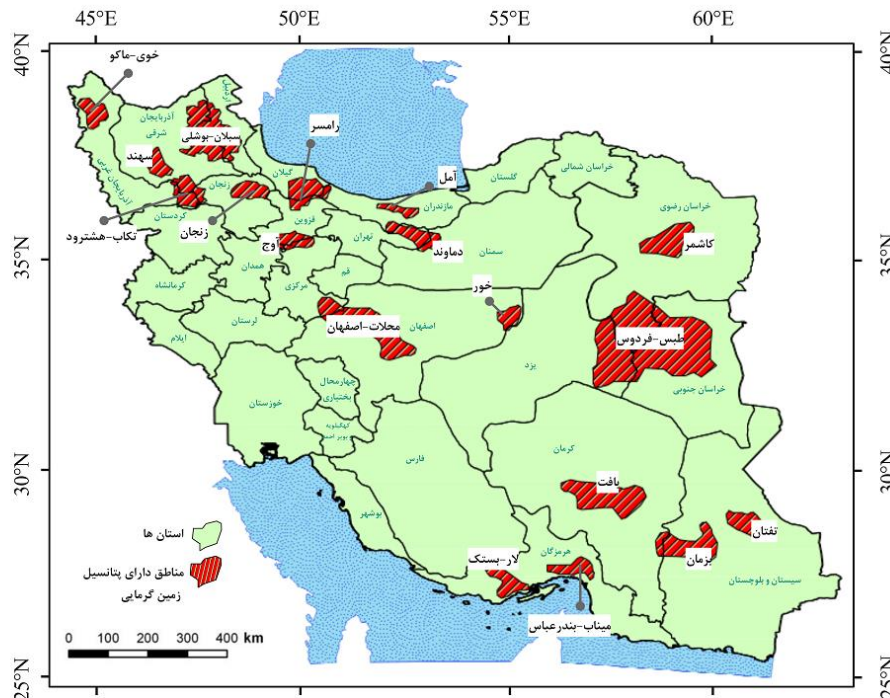 45°E
50°E
55°E
60°E
40°N
40°N
خوی-ماکو
اردبیل
آذربایجان
شرقی
سبلان-بوشلی
رامسر
سهند
گیلان
آمل
گلستان
خراسان شمالی
آذربایجان غربی
زنجان
مازندران
خراسان رضوی
کردستان
قزوین
تکاب-هشترود
زنجان
آوج
تهران
دماوند
سمنان
کاشمر
35°N
35°N
همدان
قم
خور
کرمانشاه
مرکزی
محلات-اصفهان
اصفهان
طبس-فردوس
لرستان
ایلام
یزد
چهارمحال
بختیاری
خراسان جنوبی
خوزستان
کهگیلویه
و بویر احمد
فارس
کرمان
30°N
30°N
بافت
بوشهر
تفتان
استان ها
هرمزگان
لار-بستک
بزمان
مناطق دارای پتانسیل
زمین گرمایی
سیستان و بلوچستان
میناب-بندرعباس
0 100 200 300 400 km
25°N
25°N